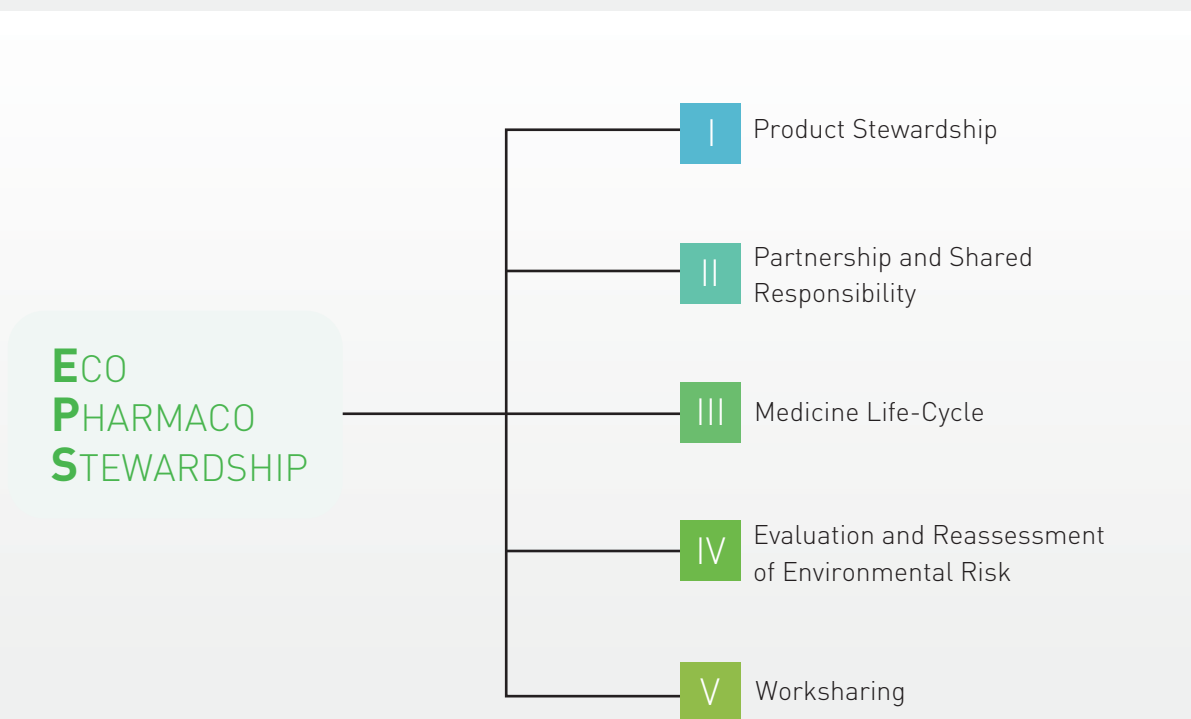 ECO
PHARMACO
STEWARDSHIP
I Product Stewardship
II Partnership and Shared
Responsibility
III Medicine Life-Cycle
IV Evaluation and Reassessment
of Environmental Risk
V Worksharing